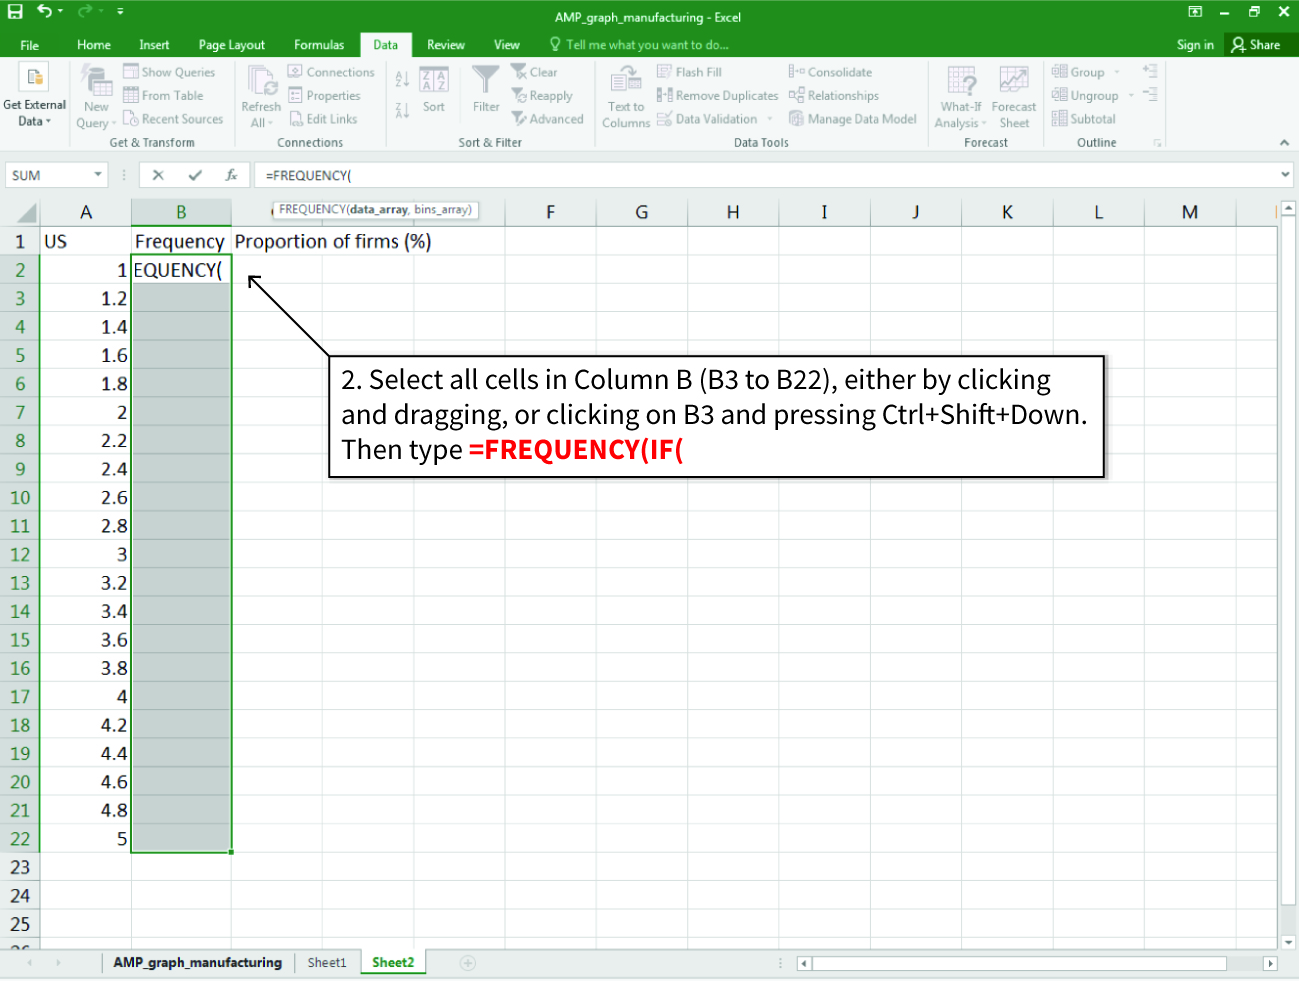 AMP_graph_manufacturing - Excel
File Home Insert Page Layout Formulas Data Review View Tell me what you want to do... Sign in Share
Get External Data
New Query
Show Queries
From Table
Recent Sources
Get & Transform
Refresh All
Connections
Properties
Edit Links
Connections
Sort
Filter
Clear
Reapply
Advanced
Sort & Filter
Text to Columns
Flash Fill
Remove Duplicates
Data Validation
Consolidate
Relationships
Manage Data Model
Data Tools
What-If Analysis
Forecast Sheet
Forecast
Group
Ungroup
Subtotal
Outline
SUM fx =FREQUENCY(
FREQUENCY(data_array, bins_array)
A B F G H I J K L M
1 US Frequency Proportion of firms (%)
2 1 EQUENCY(
3 1.2
4 1.4
5 1.6
6 1.8
7 2
8 2.2
9 2.4
10 2.6
11 2.8
12 3
13 3.2
14 3.4
15 3.6
16 3.8
17 4
18 4.2
19 4.4
20 4.6
21 4.8
22 5
23
24
25
2. Select all cells in Column B (B3 to B22), either by clicking
and dragging, or clicking on B3 and pressing Ctrl+Shift+Down.
Then type =FREQUENCY(IF(
AMP_graph_manufacturing Sheet1 Sheet2